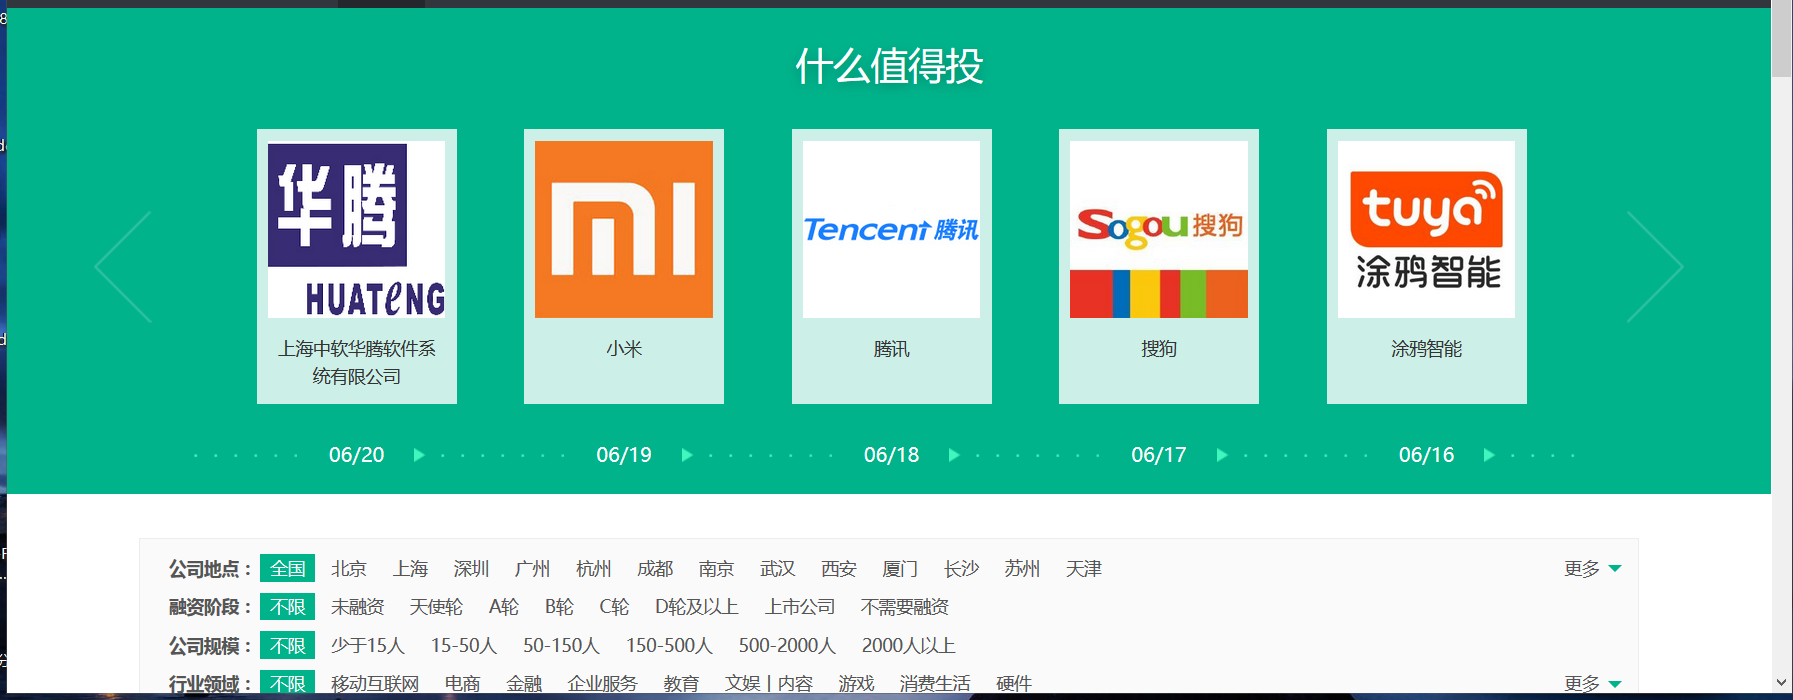 什么值得投
华腾
HUATENG
Tencent 腾讯
Sogou 搜狗
tuya
涂鸦智能
上海中软华腾软件系
统有限公司
小米
腾讯
搜狗
涂鸦智能
06/20 06/19 06/18 06/17 06/16
公司地点： 全国 北京 上海 深圳 广州 杭州 成都 南京 武汉 西安 厦门 长沙 苏州 天津 更多
融资阶段： 不限 未融资 天使轮 A轮 B轮 C轮 D轮及以上 上市公司 不需要融资
公司规模： 不限 少于15人 15-50人 50-150人 150-500人 500-2000人 2000人以上
行业领域： 不限 移动互联网 电商 金融 企业服务 教育 文娱丨内容 游戏 消费生活 硬件 更多